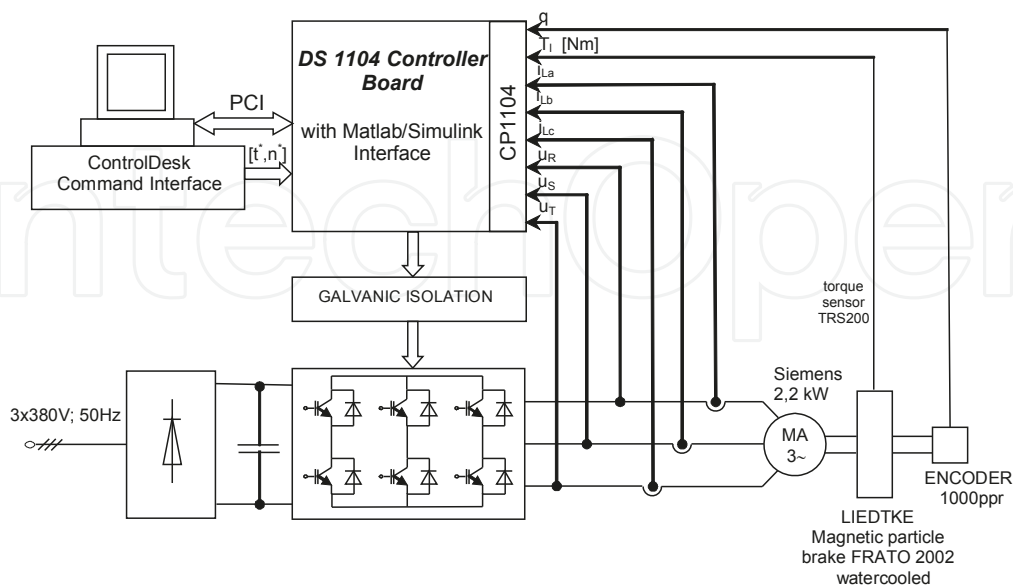 DS 1104 Controller
Board
with Matlab/Simulink
Interface
CP1104
q
Tl [Nm]
iLa
iLb
iLc
uR
uS
uT
PCI
[t*,n*]
ControlDesk
Command Interface
GALVANIC ISOLATION
torque
sensor
TRS200
3x380V; 50Hz
Siemens
2,2 kW
MA
3~
ENCODER
1000ppr
LIEDTKE
Magnetic particle
brake FRATO 2002
watercooled
ntechOpen